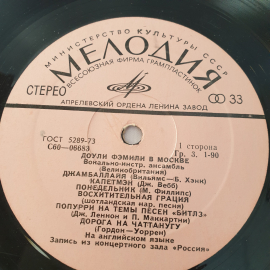 МИНИСТЕРСТВО КУЛЬТУРЫ СССР
МЕЛОДИЯ
ВСЕСОЮЗНАЯ ФИРМА ГРАМПЛАСТИНОК
СТЕРЕО
33
АПРЕЛЕВСКИЙ ОРДЕНА ЛЕНИНА ЗАВОД
ГОСТ 5289-73
С60—06683
1 сторона
Гр. 3. 1-90
ДОУЛИ ФЭМИЛИ В МОСКВЕ
Вокально-инстр. ансамбль
(Великобритания)
ДЖАМБАЛАЙЯ (Вильямс—Б. Хэни)
КАЛЕТМЭН (Дж. Вебб)
ПОНЕДЕЛЬНИК (М. Филлипс)
ВОСХИТИТЕЛЬНАЯ ГРАЦИЯ
(шотландская нар. песня)
ПОПУРРИ НА ТЕМЫ ПЕСЕН «БИТЛЗ»
(Дж. Леннон и П. Маккартни)
ДОРОГА НА ЧАТТАНУГУ
(Гордон—Уоррен)
На английском языке
Запись из концертного зала «Россия»